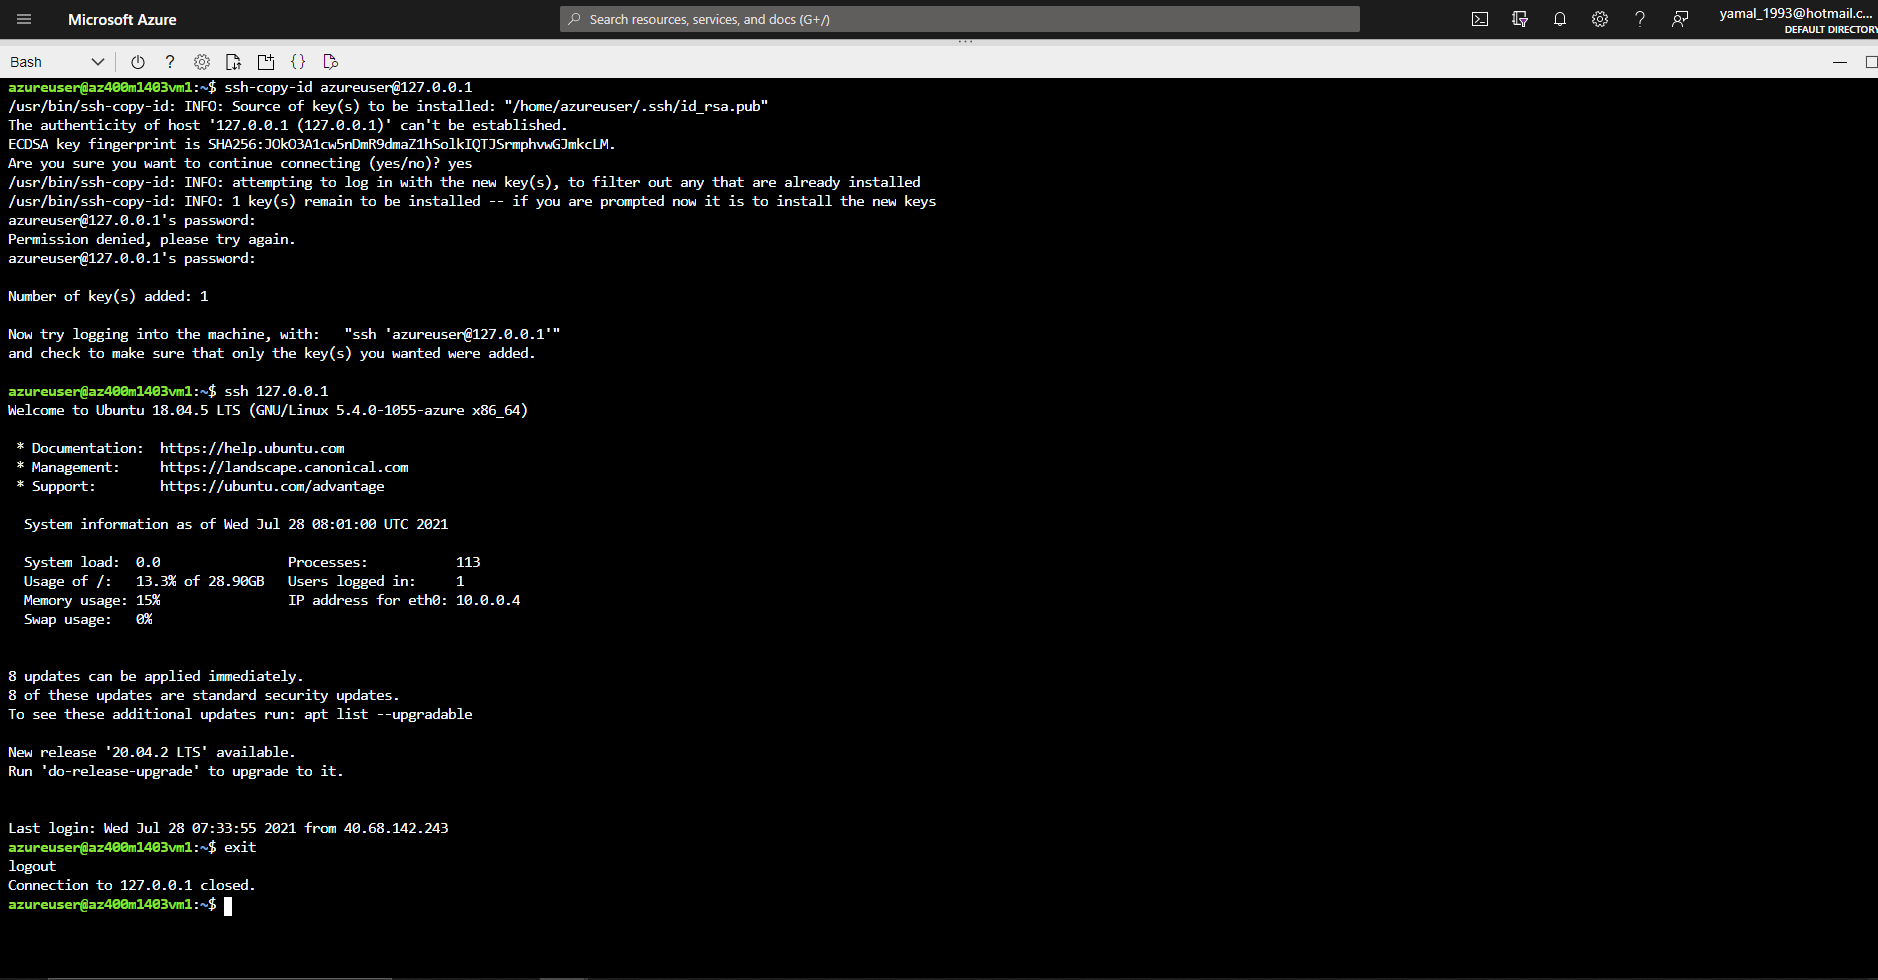 Microsoft Azure
Search resources, services, and docs (G+/)
yamal_1993@hotmail.c...
DEFAULT DIRECTORY
Bash
azureuser@az400m1403vm1:~$ ssh-copy-id azureuser@127.0.0.1
/usr/bin/ssh-copy-id: INFO: Source of key(s) to be installed: "/home/azureuser/.ssh/id_rsa.pub"
The authenticity of host '127.0.0.1 (127.0.0.1)' can't be established.
ECDSA key fingerprint is SHA256:JOkO3A1cw5nDmR9dmaZ1hSolkIQTJSrmphvwGJmkcLM.
Are you sure you want to continue connecting (yes/no)? yes
/usr/bin/ssh-copy-id: INFO: attempting to log in with the new key(s), to filter out any that are already installed
/usr/bin/ssh-copy-id: INFO: 1 key(s) remain to be installed -- if you are prompted now it is to install the new keys
azureuser@127.0.0.1's password:
Permission denied, please try again.
azureuser@127.0.0.1's password:
Number of key(s) added: 1
Now try logging into the machine, with:   "ssh 'azureuser@127.0.0.1'"
and check to make sure that only the key(s) you wanted were added.
azureuser@az400m1403vm1:~$ ssh 127.0.0.1
Welcome to Ubuntu 18.04.5 LTS (GNU/Linux 5.4.0-1055-azure x86_64)
* Documentation:  https://help.ubuntu.com
* Management:     https://landscape.canonical.com
* Support:        https://ubuntu.com/advantage
System information as of Wed Jul 28 08:01:00 UTC 2021
System load:  0.0                Processes:           113
Usage of /:   13.3% of 28.90GB   Users logged in:     1
Memory usage: 15%                IP address for eth0: 10.0.0.4
Swap usage:   0%
8 updates can be applied immediately.
8 of these updates are standard security updates.
To see these additional updates run: apt list --upgradable
New release '20.04.2 LTS' available.
Run 'do-release-upgrade' to upgrade to it.
Last login: Wed Jul 28 07:33:55 2021 from 40.68.142.243
azureuser@az400m1403vm1:~$ exit
logout
Connection to 127.0.0.1 closed.
azureuser@az400m1403vm1:~$